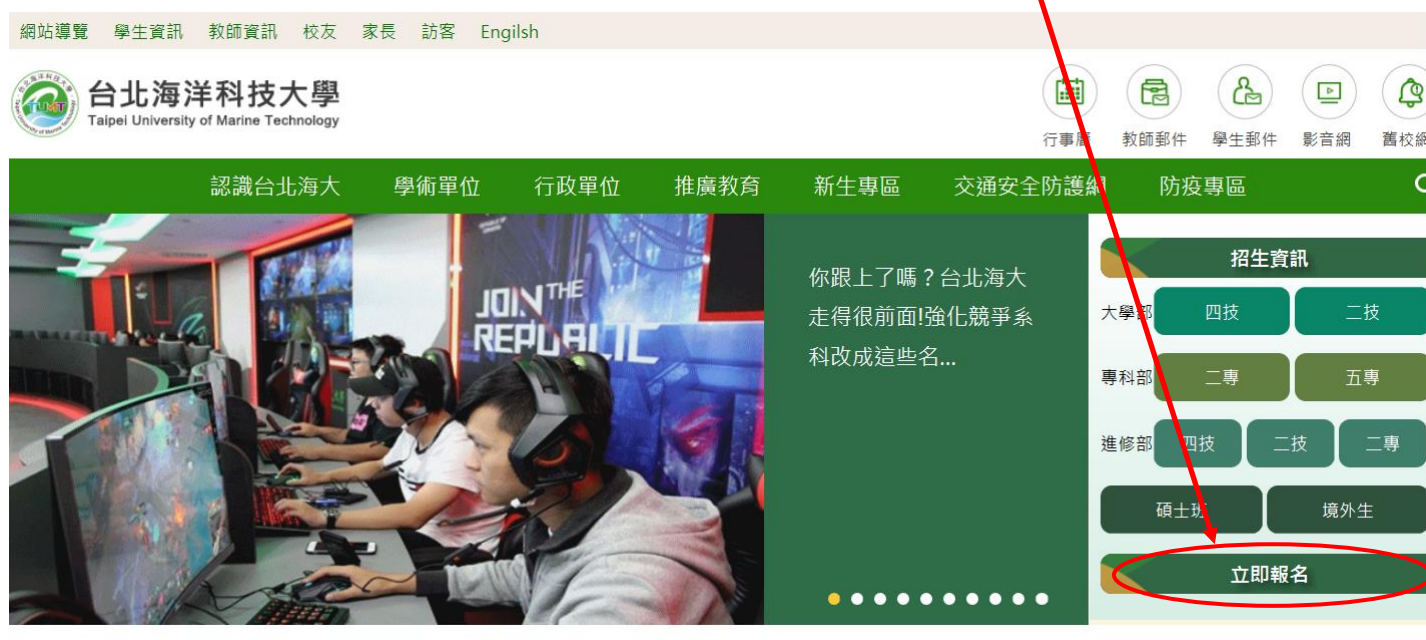 網站導覽 學生資訊 教師資訊 校友 家長 訪客 Engilsh
台北海洋科技大學
Taipei University of Marine Technology
行事曆 教師郵件 學生郵件 影音網 舊校網
認識台北海大 學術單位 行政單位 推廣教育 新生專區 交通安全防護網 防疫專區
JOIN THE
REPUBLIC
你跟上了嗎？台北海大
走得很前面!強化競爭系
科改成這些名...
招生資訊
大學部 四技 二技
專科部 二專 五專
進修部 四技 二技 二專
碩士班 境外生
立即報名